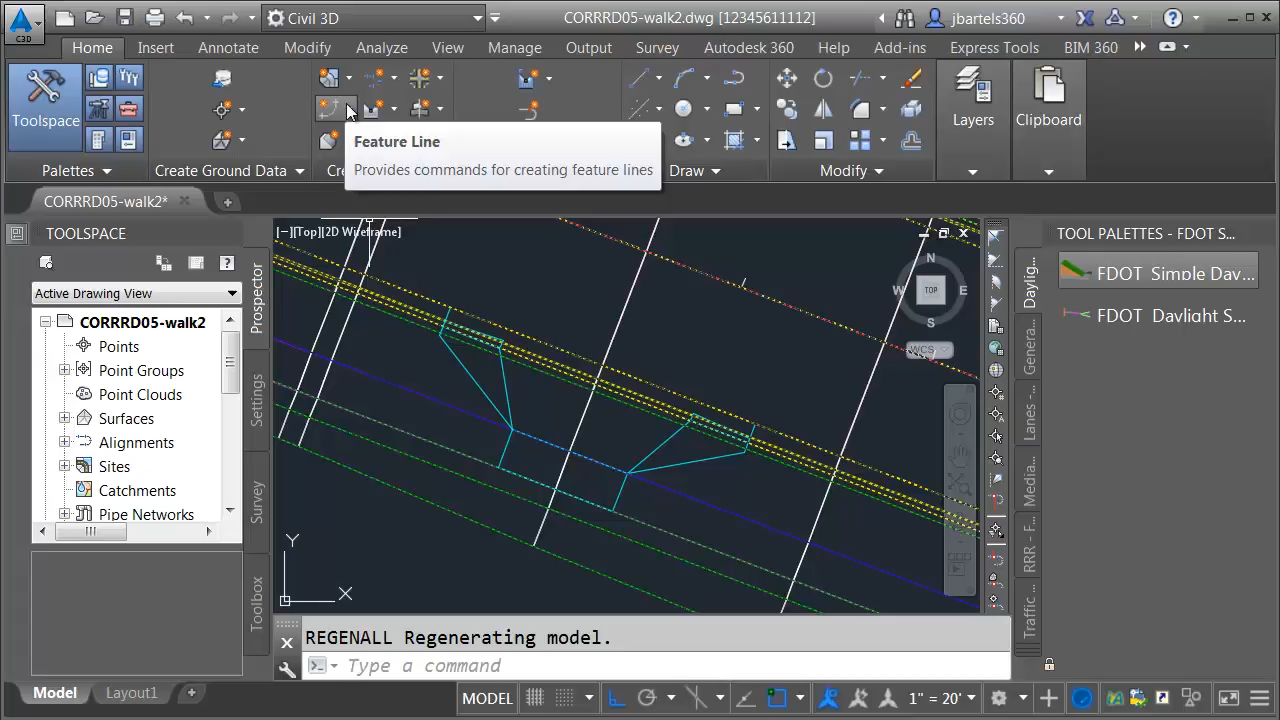 C3D
Civil 3D
CORRRD05-walk2.dwg [12345611112]
jbartels360
Home Insert Annotate Modify Analyze View Manage Output Survey Autodesk 360 Help Add-ins Express Tools BIM 360
Toolspace
Layers
Clipboard
Feature Line
Provides commands for creating feature lines
Palettes
Create Ground Data
Cre
Draw
Modify
CORRRD05-walk2*
TOOLSPACE
Active Drawing View
CORRRD05-walk2
Points
Point Groups
Point Clouds
Surfaces
Alignments
Sites
Catchments
Pipe Networks
Prospector
Settings
Survey
Toolbox
[−][Top][2D Wireframe]
N
W
TOP
E
S
WCS
Y
X
Daylig...
Genera...
Lanes -...
Media...
RRR - F...
Traffic ...
TOOL PALETTES - FDOT S...
FDOT Simple Dav...
FDOT Daylight S...
REGENALL Regenerating model.
Type a command
Model
Layout1
MODEL
1" = 20'